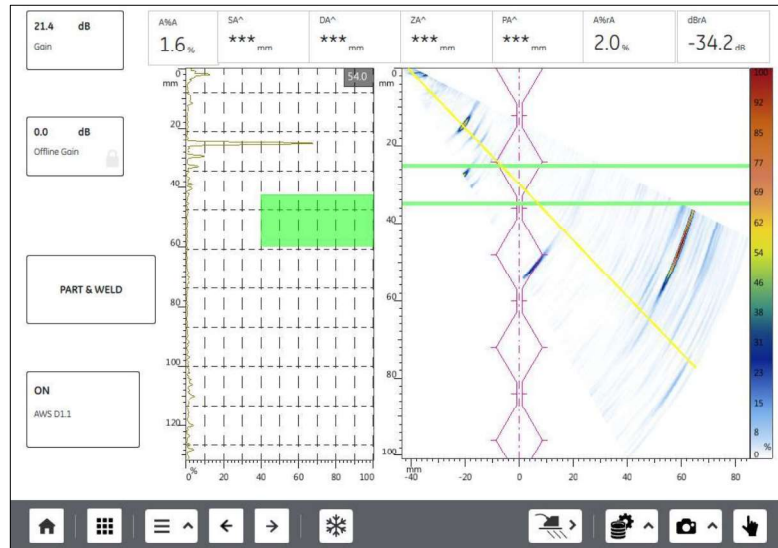 21.4 dB
Gain
A%A
1.6 %
SA^
*** mm
DA^
*** mm
ZA^
*** mm
PA^
*** mm
A%rA
2.0 %
dBrA
-34.2 dB
0.0 dB
Offline Gain
PART & WELD
ON
AWS D1.1
54.0
0
mm
20
40
60
80
100
120
% 0 20 40 60 80 100
0
mm
20
40
60
80
100
mm
-40 -20 0 20 40 60 80
100
92
85
77
69
62
54
46
38
31
23
15
8
%
0